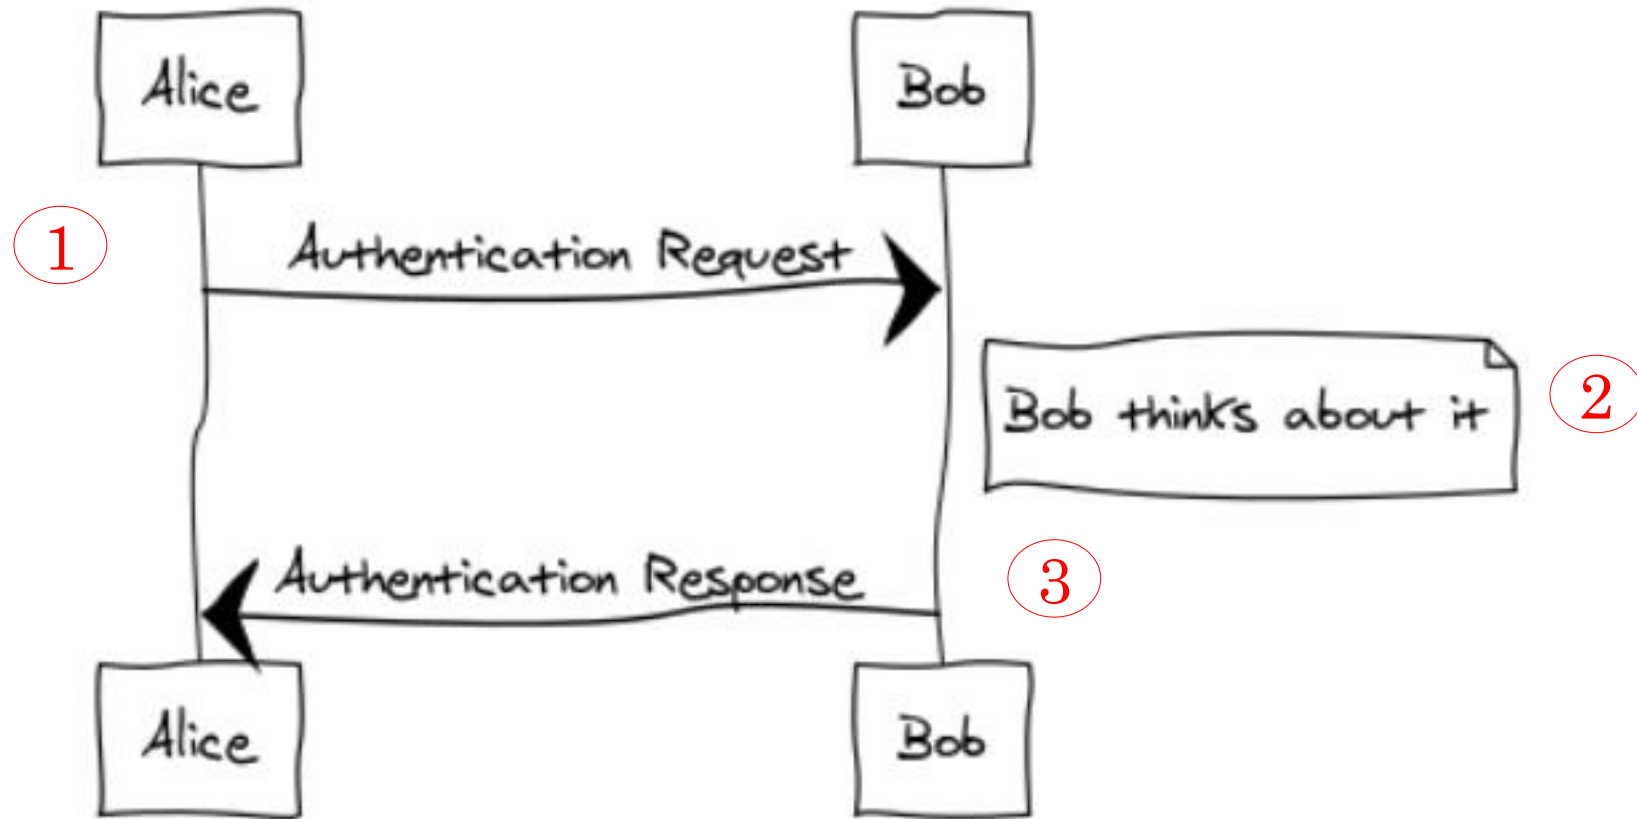 Alice
Bob
1
Authentication Request
Bob thinks about it
2
Authentication Response
3
Alice
Bob